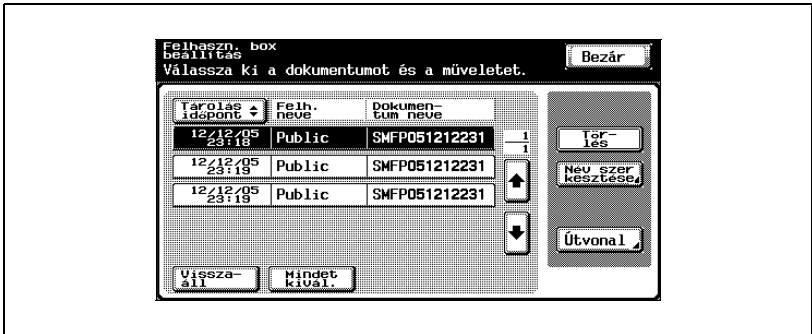 Felhaszn. box
beállítás
Válassza ki a dokumentumot és a műveletet.
Bezár
Tárolás
időpont
Felh.
neve
Dokumen-
tum neve
12/12/05
23:18
Public
SMFP051212231
1
1
12/12/05
23:19
Public
SMFP051212231
12/12/05
23:19
Public
SMFP051212231
Tör-
lés
Név szer
kesztése
Útvonal
Vissza-
áll
Mindet
kivál.